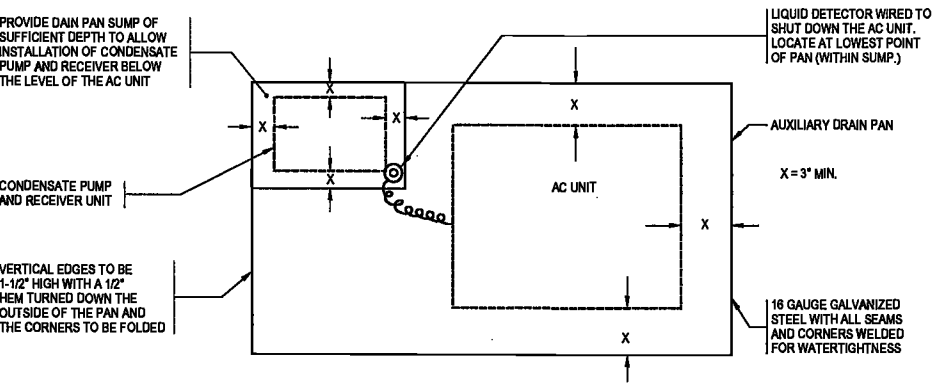 PROVIDE DAIN PAN SUMP OF
SUFFICIENT DEPTH TO ALLOW
INSTALLATION OF CONDENSATE
PUMP AND RECEIVER BELOW
THE LEVEL OF THE AC UNIT
LIQUID DETECTOR WIRED TO
SHUT DOWN THE AC UNIT.
LOCATE AT LOWEST POINT
OF PAN (WITHIN SUMP.)
X
X
X
X
X
AUXILIARY DRAIN PAN
X = 3" MIN.
CONDENSATE PUMP
AND RECEIVER UNIT
AC UNIT
X
VERTICAL EDGES TO BE
1-1/2" HIGH WITH A 1/2"
HEM TURNED DOWN THE
OUTSIDE OF THE PAN AND
THE CORNERS TO BE FOLDED
16 GAUGE GALVANIZED
STEEL WITH ALL SEAMS
AND CORNERS WELDED
FOR WATERTIGHTNESS
X